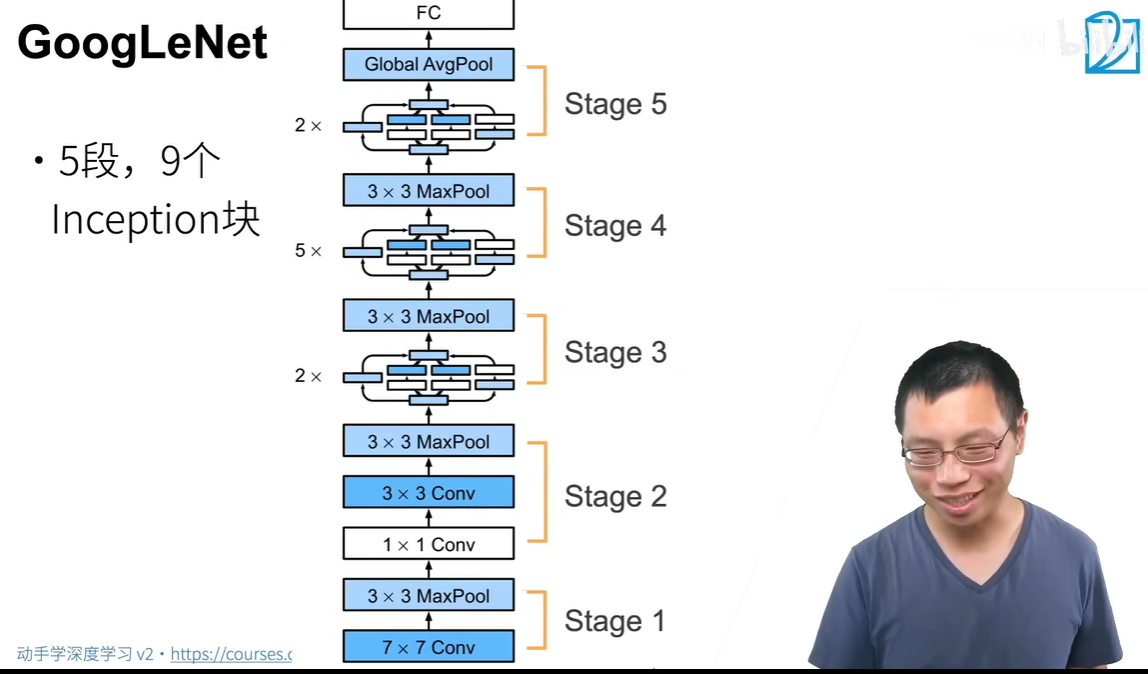 GoogLeNet
• 5段，9个
Inception块
FC
Global AvgPool
Stage 5
2 ×
3 × 3 MaxPool
Stage 4
5 ×
3 × 3 MaxPool
Stage 3
2 ×
3 × 3 MaxPool
3 × 3 Conv
Stage 2
1 × 1 Conv
3 × 3 MaxPool
Stage 1
7 × 7 Conv
动手学深度学习 v2 • https://courses.